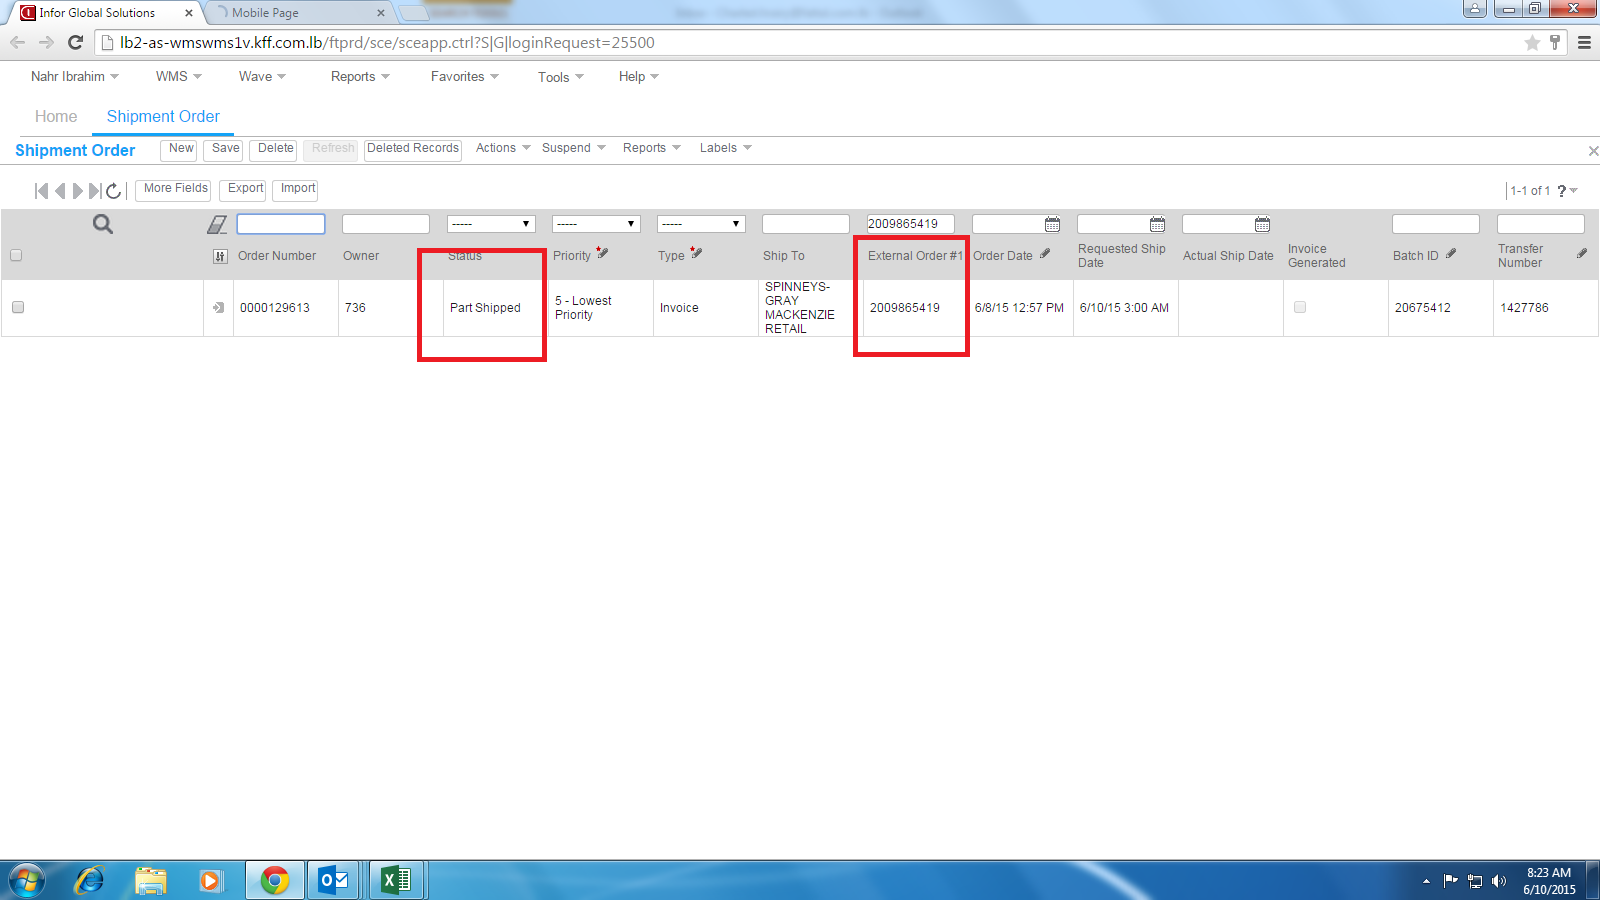 Infor Global Solutions
Mobile Page
lb2-as-wmswms1v.kff.com.lb/ftprd/sce/sceapp.ctrl?S|G|loginRequest=25500
Nahr Ibrahim WMS Wave Reports Favorites Tools Help
Home Shipment Order
Shipment Order New Save Delete Refresh Deleted Records Actions Suspend Reports Labels
More Fields Export Import 1-1 of 1 ?
----- ----- ----- 2009865419
Order Number Owner Status Priority Type Ship To External Order #1 Order Date Requested Ship Date Actual Ship Date Invoice Generated Batch ID Transfer Number
0000129613 736 Part Shipped 5 - Lowest Priority Invoice SPINNEYS-GRAY MACKENZIE RETAIL 2009865419 6/8/15 12:57 PM 6/10/15 3:00 AM 20675412 1427786
8:23 AM
6/10/2015